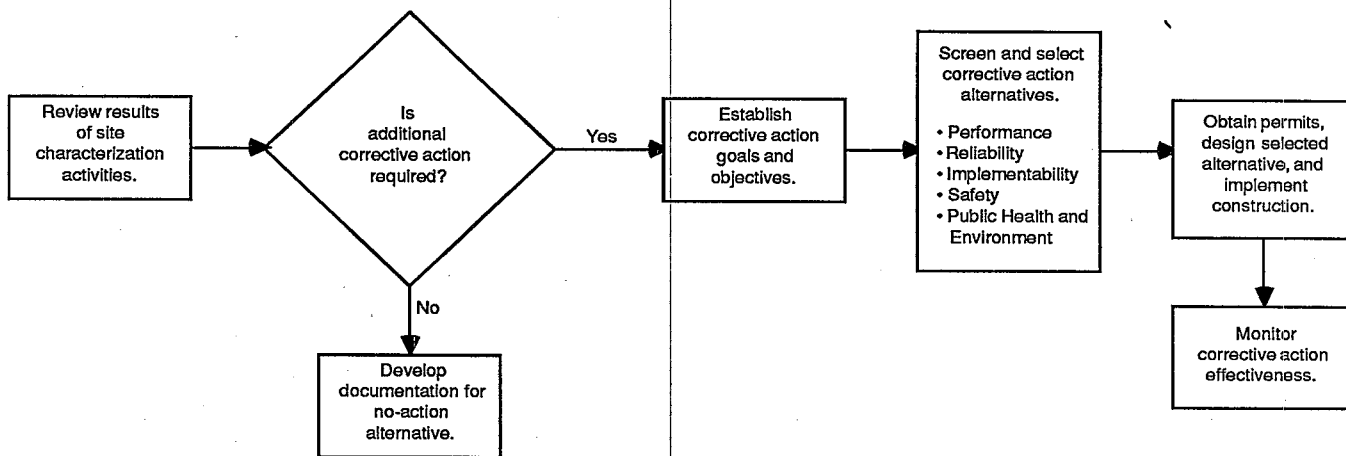 Review results
of site
characterization
activities.
Is
additional
corrective action
required?
Yes
No
Develop
documentation for
no-action
alternative.
Establish
corrective action
goals and
objectives.
Screen and select
corrective action
alternatives.
• Performance
• Reliability
• Implementability
• Safety
• Public Health and
Environment
Obtain permits,
design selected
alternative, and
implement
construction.
Monitor
corrective action
effectiveness.